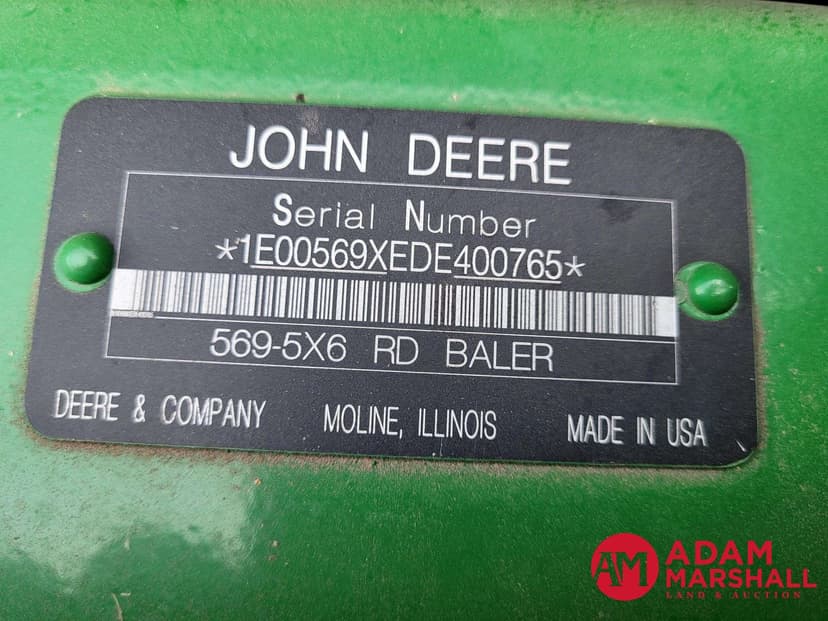 JOHN DEERE
Serial Number
*1E00569XEDE400765*
569-5X6 RD BALER
DEERE & COMPANY MOLINE, ILLINOIS MADE IN USA
AM ADAM
MARSHALL
LAND & AUCTION